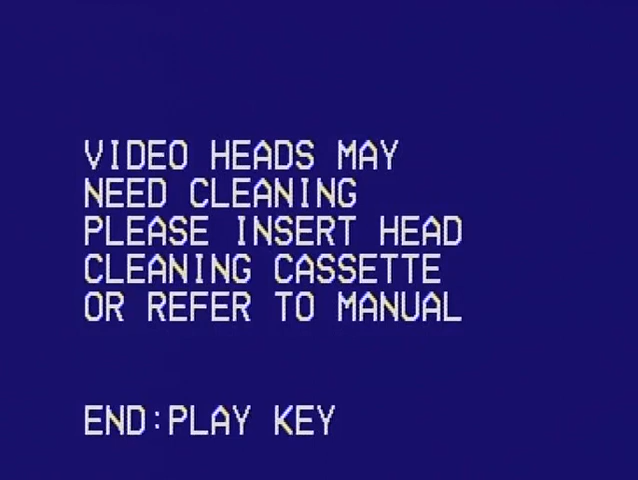 VIDEO HEADS MAY
NEED CLEANING
PLEASE INSERT HEAD
CLEANING CASSETTE
OR REFER TO MANUAL
END:PLAY KEY